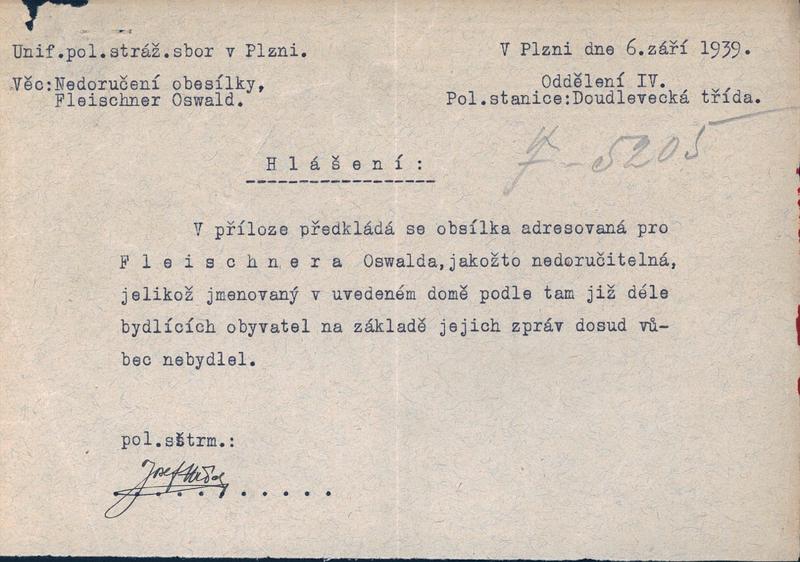 Unif.pol.stráž.sbor v Plzni.
V Plzni dne 6.září 1939.
Věc:Nedoručení obesílky,
Fleischner Oswald.
Oddělení IV.
Pol.stanice:Doudlevecká třída.
F - 5205
Hlášení:
V příloze předkládá se obsílka adresovaná pro
Fleischnera Oswalda,jakožto nedoručitelná,
jelikož jmenovaný v uvedeném domě podle tam již déle
bydlících obyvatel na základě jejich zpráv dosud vů-
bec nebydlel.
pol.strm.:
Josef